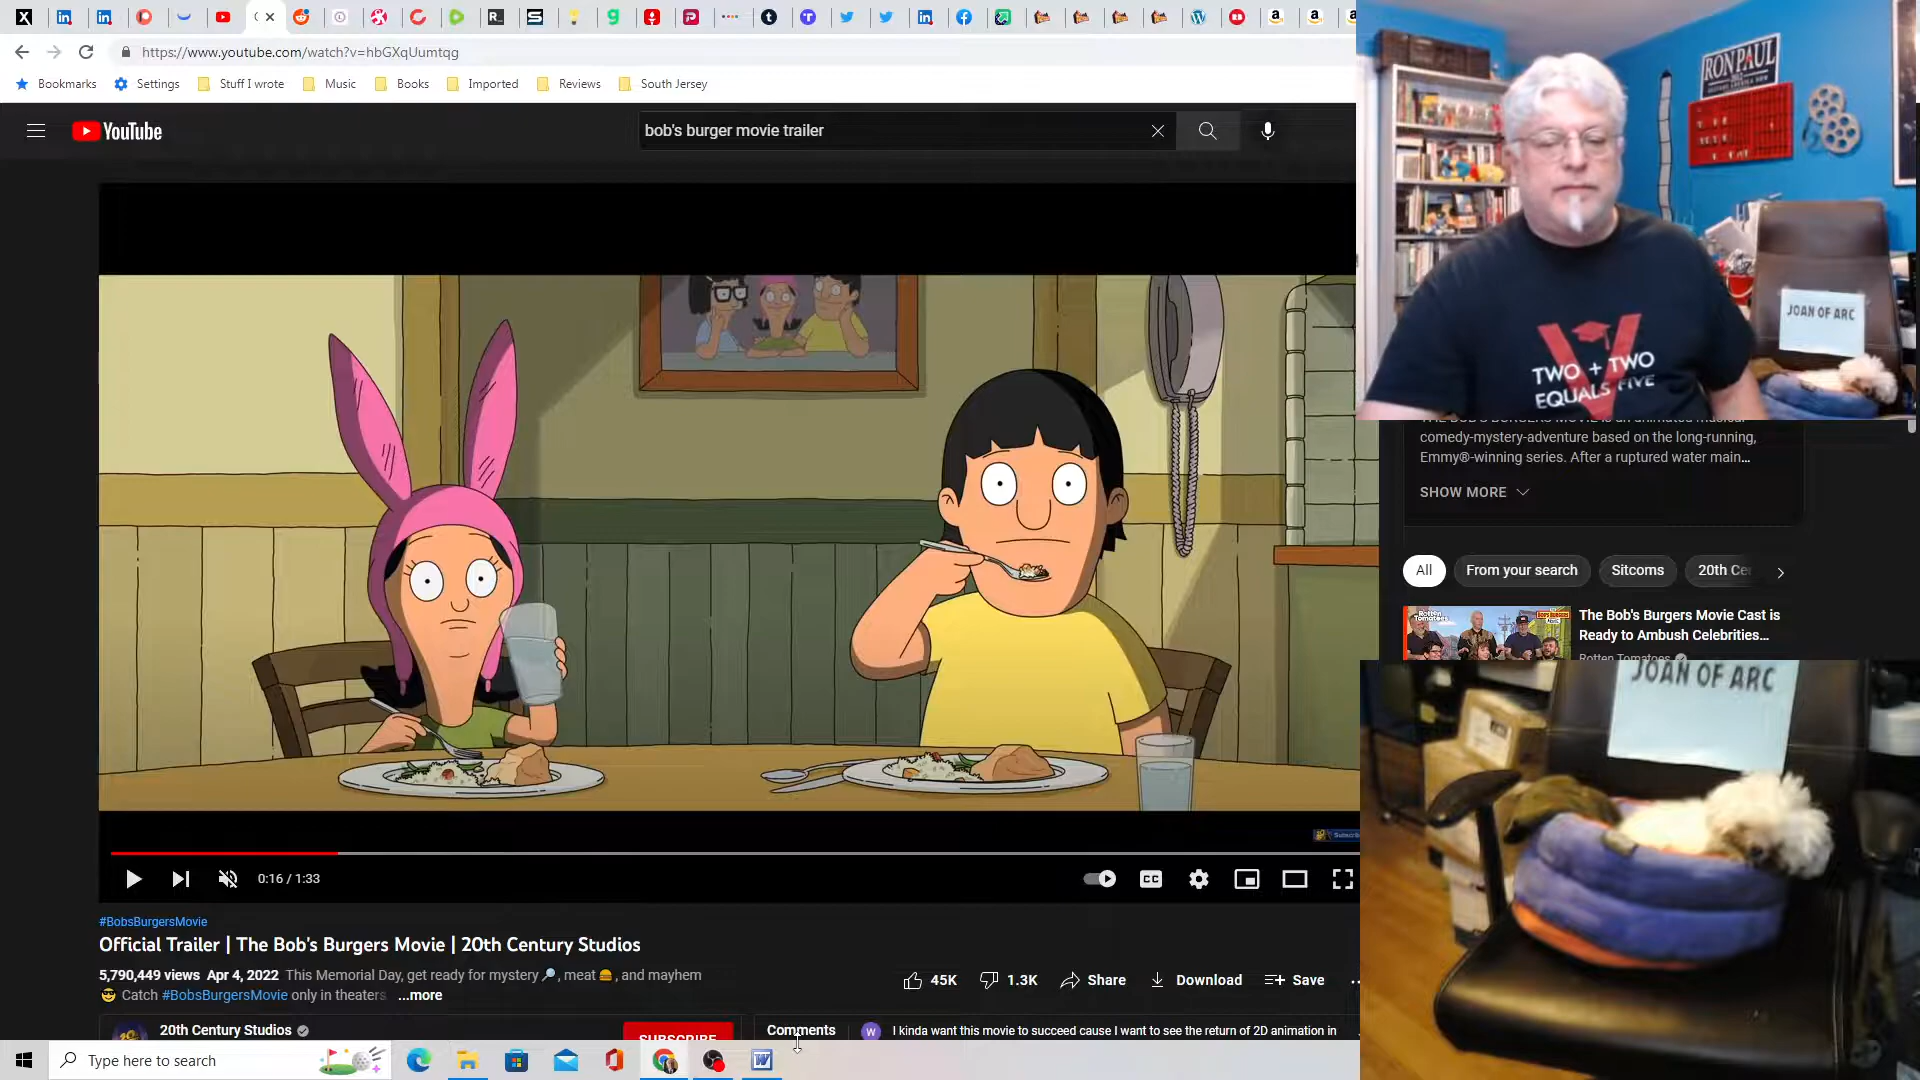 https://www.youtube.com/watch?v=hbGXqUumtqg
Bookmarks
Settings
Stuff I wrote
Music
Books
Imported
Reviews
South Jersey
YouTube
bob's burger movie trailer
RON PAUL
JOAN OF ARC
TWO + TWO
EQUALS FIVE
comedy-mystery-adventure based on the long-running,
Emmy®-winning series. After a ruptured water main...
SHOW MORE
All
From your search
Sitcoms
20th Ce
The Bob's Burgers Movie Cast is
Ready to Ambush Celebrities...
Rotten Tomatoes
JOAN OF ARC
0:16 / 1:33
CC
#BobsBurgersMovie
Official Trailer | The Bob's Burgers Movie | 20th Century Studios
5,790,449 views Apr 4, 2022 This Memorial Day, get ready for mystery🔎, meat 🍔, and mayhem
😎 Catch #BobsBurgersMovie only in theaters. ...more
45K
1.3K
Share
Download
Save
20th Century Studios
SUBSCRIBE
Comments
W
I kinda want this movie to succeed cause I want to see the return of 2D animation in
Type here to search